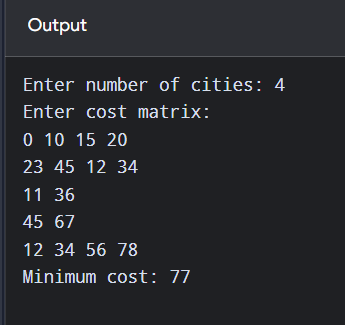 Output
Enter number of cities: 4
Enter cost matrix:
0 10 15 20
23 45 12 34
11 36
45 67
12 34 56 78
Minimum cost: 77